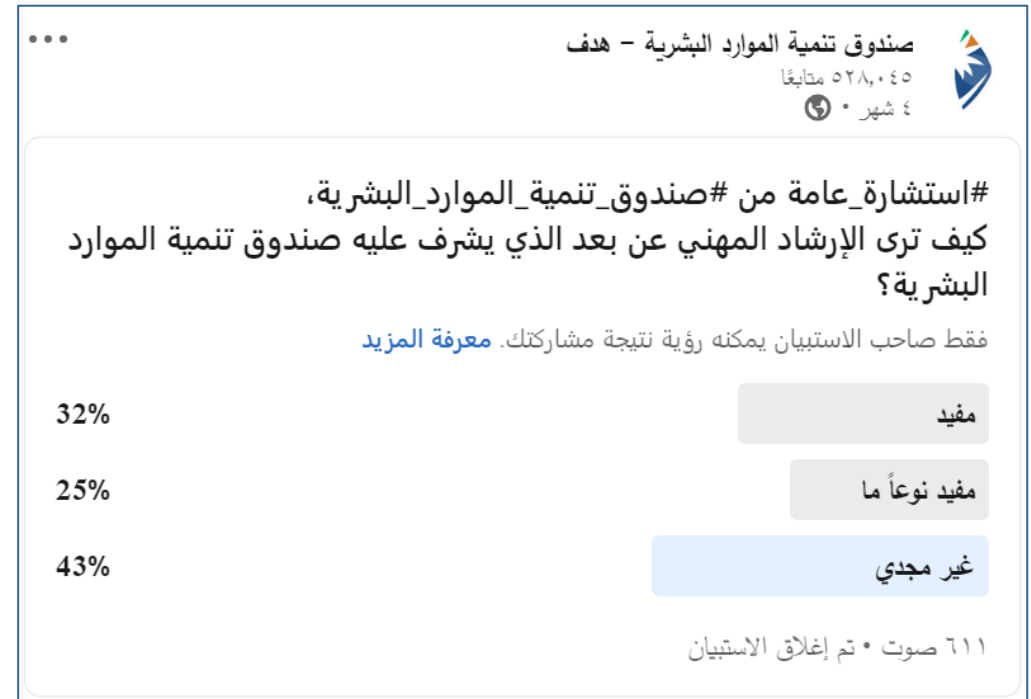 صندوق تنمية الموارد البشرية – هدف
٥٢٨,٠٤٥ متابعًا
٤ شهر •
#استشارة_عامة من #صندوق_تنمية_الموارد_البشرية،
كيف ترى الإرشاد المهني عن بعد الذي يشرف عليه صندوق تنمية الموارد
البشرية؟
فقط صاحب الاستبيان يمكنه رؤية نتيجة مشاركتك. معرفة المزيد
مفيد 32%
مفيد نوعاً ما 25%
غير مجدي 43%
٦١١ صوت • تم إغلاق الاستبيان